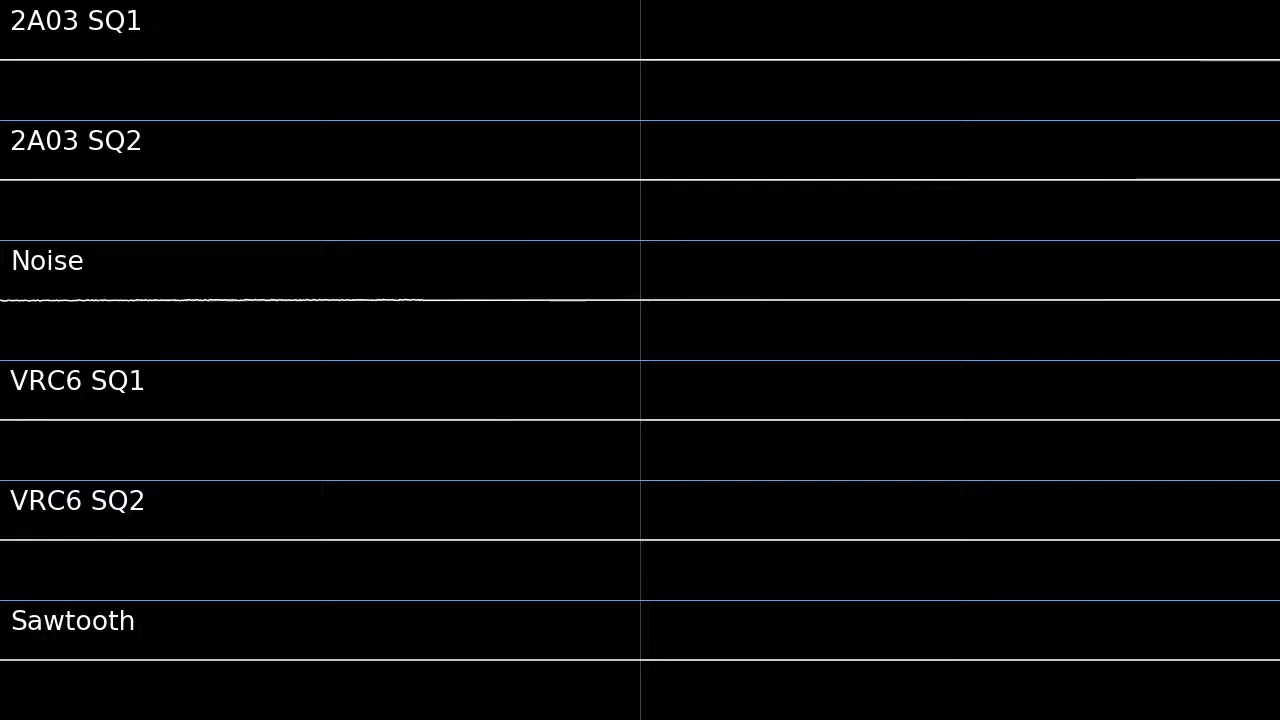 2A03 SQ1
2A03 SQ2
Noise
VRC6 SQ1
VRC6 SQ2
Sawtooth